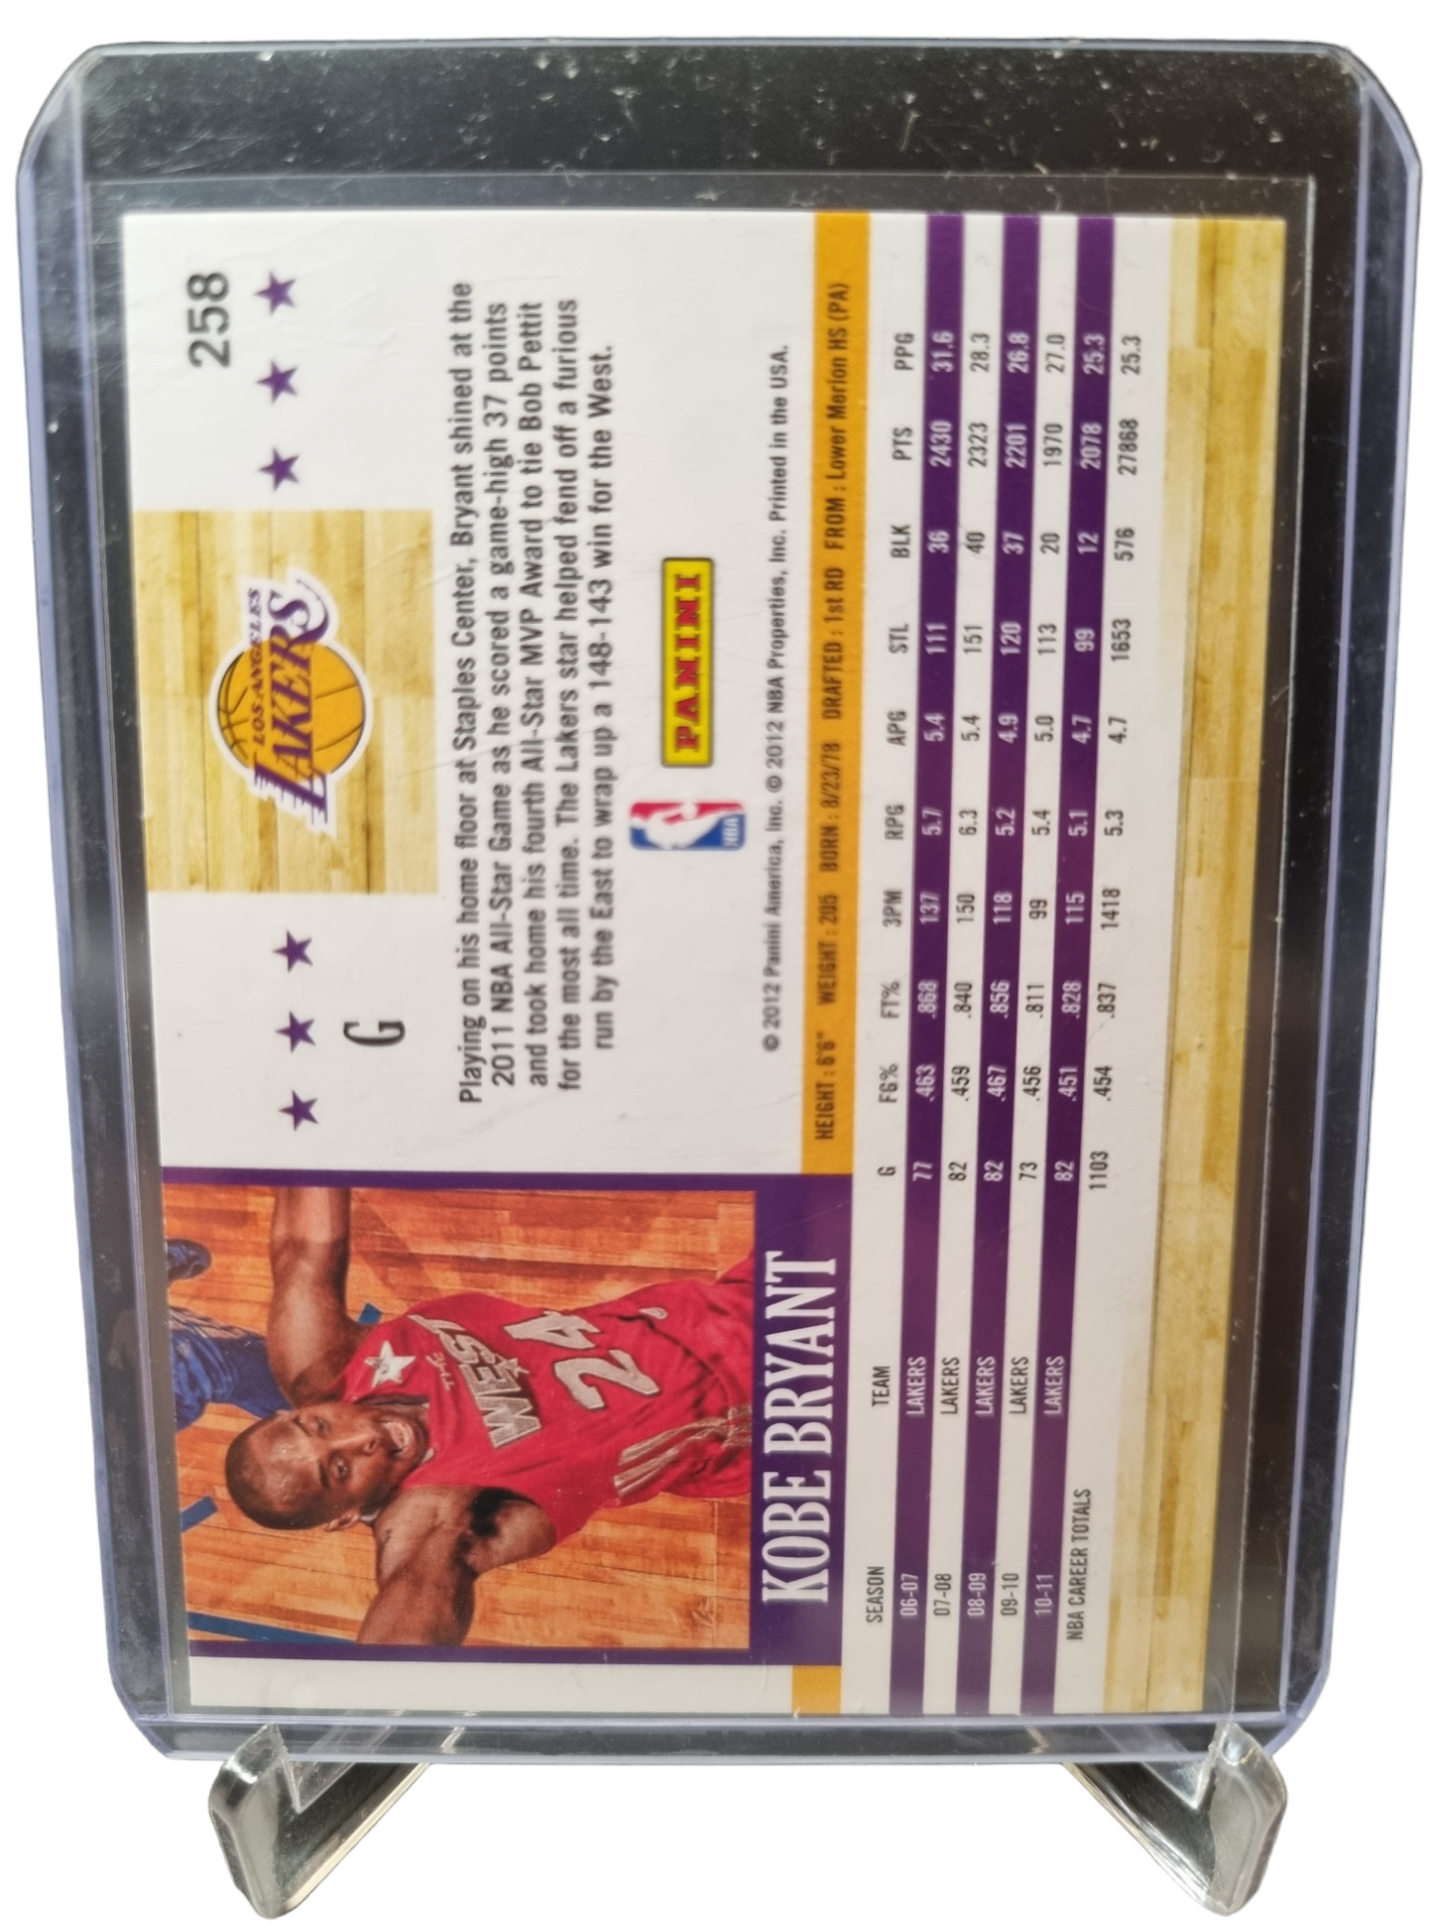 258
LOS ANGELES
LAKERS
G
Playing on his home floor at Staples Center, Bryant shined at the
2011 NBA All-Star Game as he scored a game-high 37 points
and took home his fourth All-Star MVP Award to tie Bob Pettit
for the most all time. The Lakers star helped fend off a furious
run by the East to wrap up a 148-143 win for the West.
NBA
PANINI
© 2012 Panini America, Inc. © 2012 NBA Properties, Inc. Printed in the USA.
THE
WEST
24
KOBE BRYANT
HEIGHT : 6'6" WEIGHT : 205 BORN : 8/23/78 DRAFTED : 1st RD FROM : Lower Merion HS (PA)
SEASON TEAM G FG% FT% 3PM RPG APG STL BLK PTS PPG
06-07 LAKERS 77 .463 .868 137 5.7 5.4 111 36 2430 31.6
07-08 LAKERS 82 .459 .840 150 6.3 5.4 151 40 2323 28.3
08-09 LAKERS 82 .467 .856 118 5.2 4.9 120 37 2201 26.8
09-10 LAKERS 73 .456 .811 99 5.4 5.0 113 20 1970 27.0
10-11 LAKERS 82 .451 .828 115 5.1 4.7 99 12 2078 25.3
NBA CAREER TOTALS 1103 .454 .837 1418 5.3 4.7 1653 576 27868 25.3